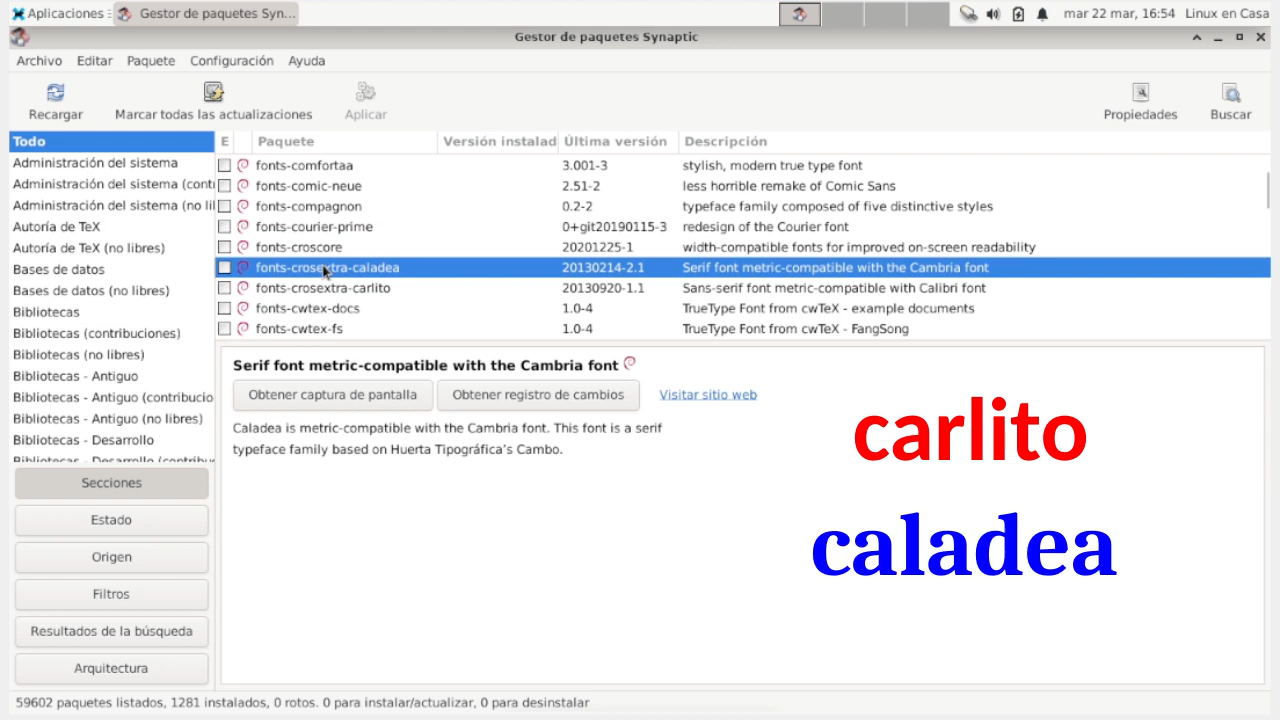 Aplicaciones
Gestor de paquetes Syn...
mar 22 mar, 16:54
Linux en Casa
Gestor de paquetes Synaptic
Archivo Editar Paquete Configuración Ayuda
Recargar
Marcar todas las actualizaciones
Aplicar
Propiedades
Buscar
Todo
Administración del sistema
Administración del sistema (cont
Administración del sistema (no li
Autoría de TeX
Autoría de TeX (no libres)
Bases de datos
Bases de datos (no libres)
Bibliotecas
Bibliotecas (contribuciones)
Bibliotecas (no libres)
Bibliotecas - Antiguo
Bibliotecas - Antiguo (contribucio
Bibliotecas - Antiguo (no libres)
Bibliotecas - Desarrollo
Bibliotecas - Desarrollo (contribu
Secciones
Estado
Origen
Filtros
Resultados de la búsqueda
Arquitectura
E Paquete Versión instalad Última versión Descripción
fonts-comfortaa 3.001-3 stylish, modern true type font
fonts-comic-neue 2.51-2 less horrible remake of Comic Sans
fonts-compagnon 0.2-2 typeface family composed of five distinctive styles
fonts-courier-prime 0+git20190115-3 redesign of the Courier font
fonts-croscore 20201225-1 width-compatible fonts for improved on-screen readability
fonts-crosextra-caladea 20130214-2.1 Serif font metric-compatible with the Cambria font
fonts-crosextra-carlito 20130920-1.1 Sans-serif font metric-compatible with Calibri font
fonts-cwtex-docs 1.0-4 TrueType Font from cwTeX - example documents
fonts-cwtex-fs 1.0-4 TrueType Font from cwTeX - FangSong
Serif font metric-compatible with the Cambria font
Obtener captura de pantalla
Obtener registro de cambios
Visitar sitio web
Caladea is metric-compatible with the Cambria font. This font is a serif
typeface family based on Huerta Tipográfica's Cambo.
carlito
caladea
59602 paquetes listados, 1281 instalados, 0 rotos. 0 para instalar/actualizar, 0 para desinstalar